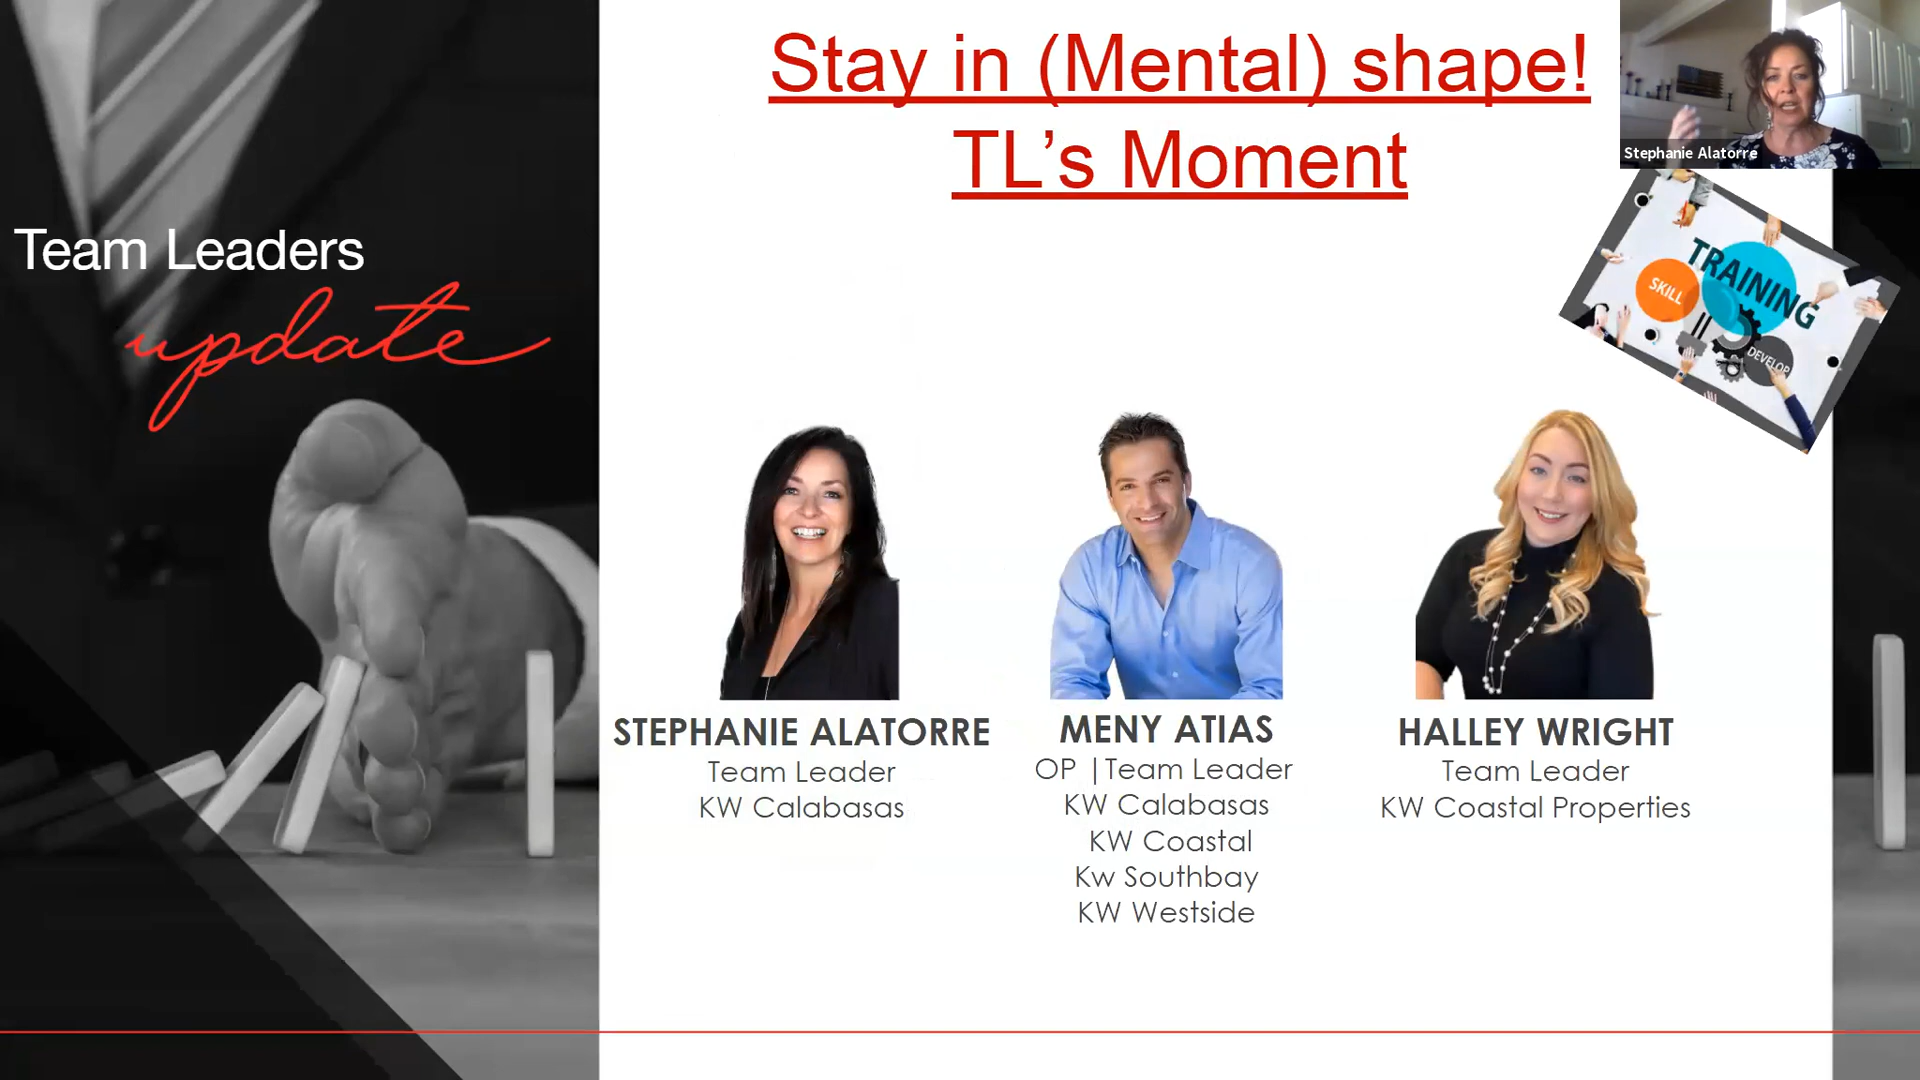 Stay in (Mental) shape!
TL's Moment
Stephanie Alatorre
Team Leaders
update
TRAINING
SKILL
DEVELOP
STEPHANIE ALATORRE
Team Leader
KW Calabasas
MENY ATIAS
OP |Team Leader
KW Calabasas
KW Coastal
Kw Southbay
KW Westside
HALLEY WRIGHT
Team Leader
KW Coastal Properties